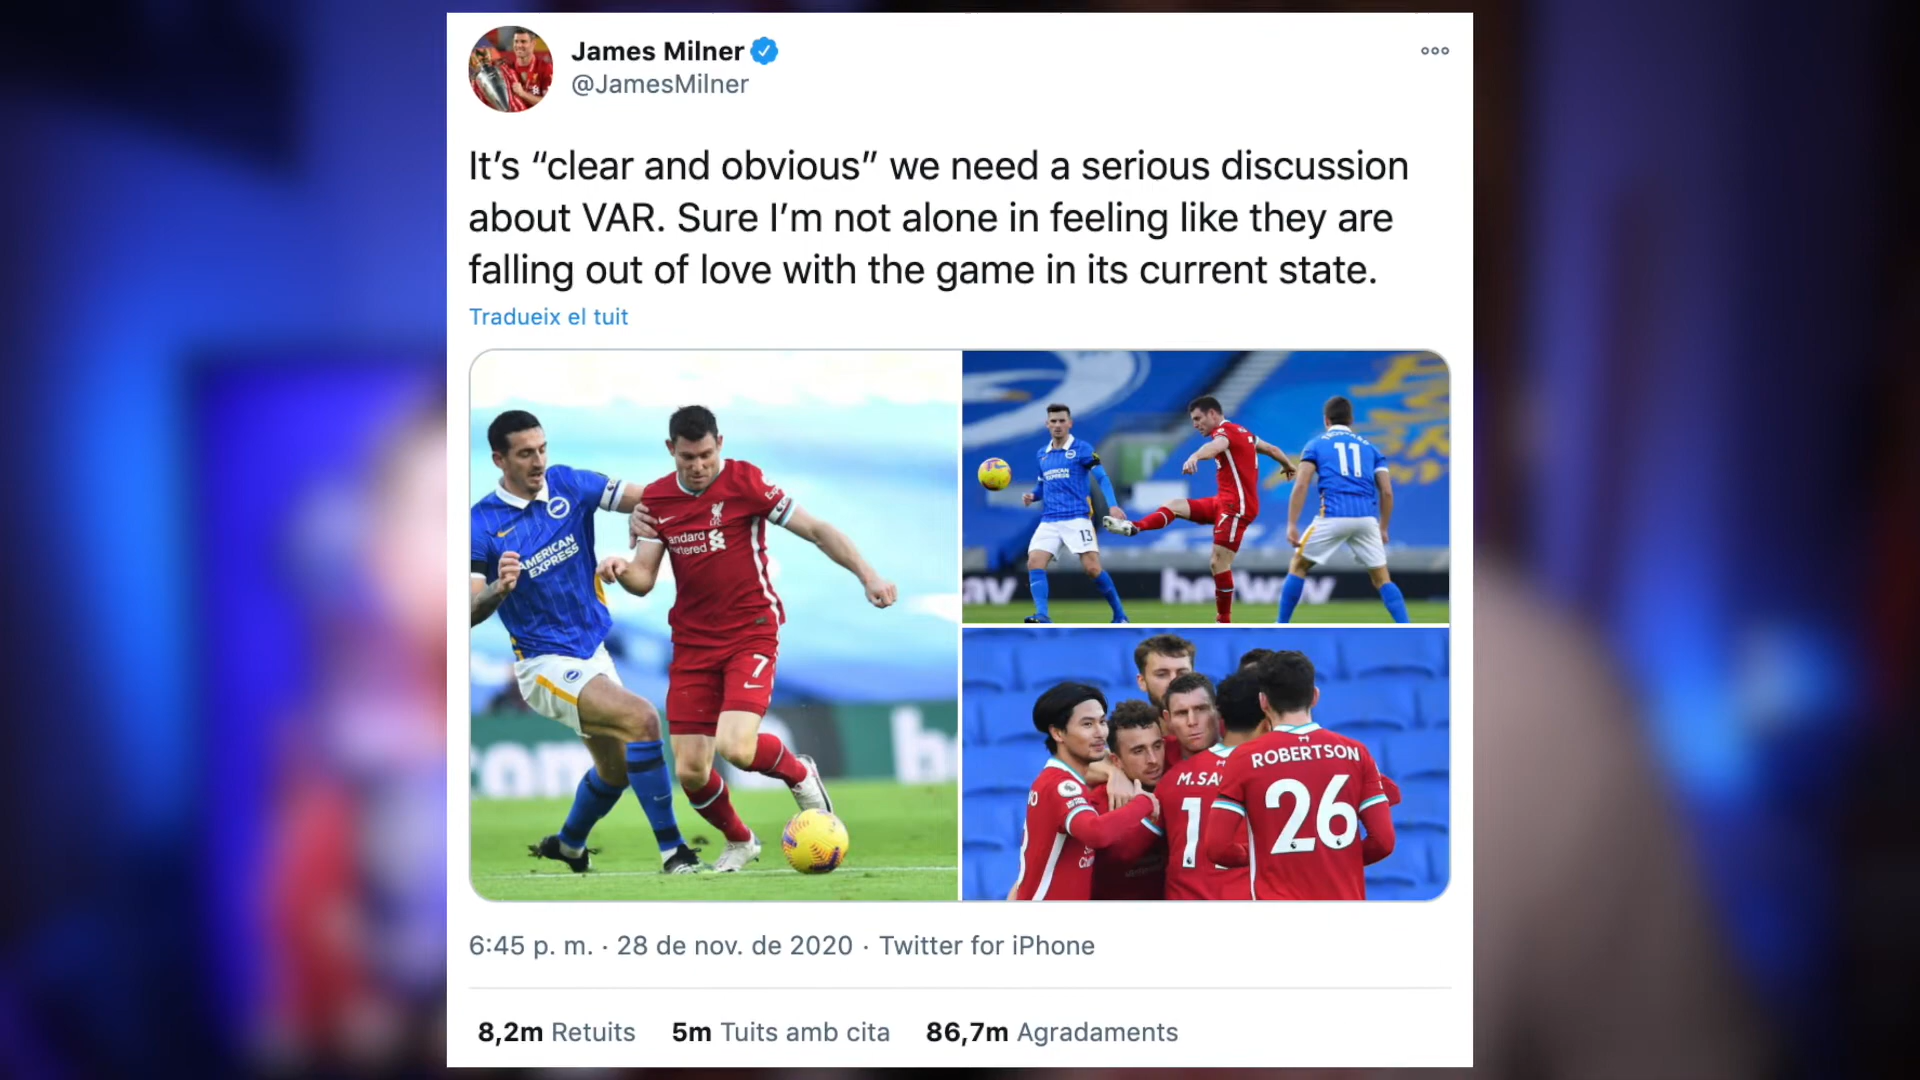 James Milner
@JamesMilner
It’s “clear and obvious” we need a serious discussion
about VAR. Sure I’m not alone in feeling like they are
falling out of love with the game in its current state.
Tradueix el tuit
AMERICAN
EXPRESS
7
13
11
7
M.SA
1
ROBERTSON
26
6:45 p. m. · 28 de nov. de 2020 · Twitter for iPhone
8,2m Retuits 5m Tuits amb cita 86,7m Agradaments